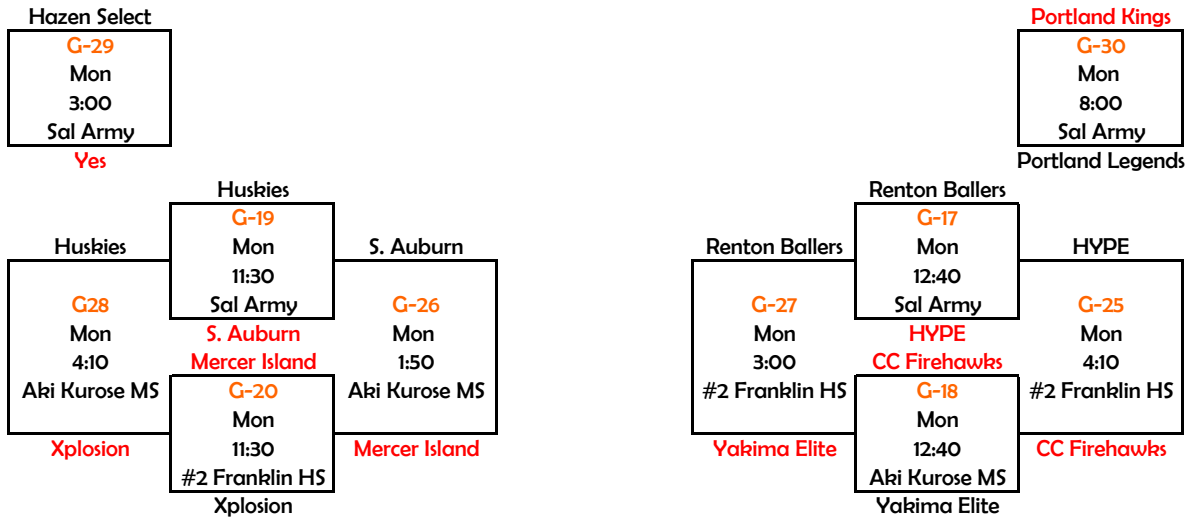 Hazen Select
G-29
Mon
3:00
Sal Army
Yes
Portland Kings
G-30
Mon
8:00
Sal Army
Portland Legends
Huskies
G-19
Mon
11:30
Sal Army
S. Auburn
Huskies
G28
Mon
4:10
Aki Kurose MS
Xplosion
S. Auburn
G-26
Mon
1:50
Aki Kurose MS
Mercer Island
Mercer Island
G-20
Mon
11:30
#2 Franklin HS
Xplosion
Renton Ballers
G-17
Mon
12:40
Sal Army
HYPE
Renton Ballers
G-27
Mon
3:00
#2 Franklin HS
Yakima Elite
HYPE
G-25
Mon
4:10
#2 Franklin HS
CC Firehawks
CC Firehawks
G-18
Mon
12:40
Aki Kurose MS
Yakima Elite